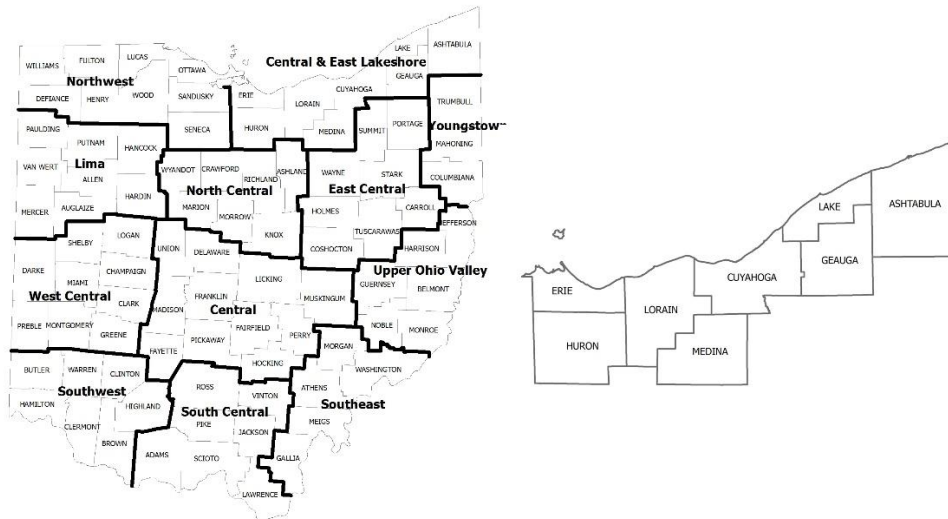 LAKE
ASHTABULA
LUCAS
FULTON
WILLIAMS
Central & East Lakeshore
OTTAWA
GEAUGA
Northwest
CUYAHOGA
DEFIANCE
HENRY
WOOD
SANDUSKY
ERIE
LORAIN
TRUMBULL
PORTAGE
HURON
MEDINA
SUMMIT
SENECA
Youngstow
PAULDING
PUTNAM
HANCOCK
MAHONING
VAN WERT
Lima
ALLEN
WYANDOT
CRAWFORD
RICHLAND
ASHLAND
WAYNE
STARK
COLUMBIANA
North Central
East Central
HARDIN
MERCER
AUGLAIZE
MARION
MORROW
HOLMES
CARROLL
JEFFERSON
KNOX
TUSCARAWAS
LOGAN
SHELBY
UNION
DELAWARE
COSHOCTON
HARRISON
DARKE
CHAMPAIGN
LICKING
Upper Ohio Valley
MIAMI
GUERNSEY
BELMONT
West Central
CLARK
FRANKLIN
MUSKINGUM
MADISON
Central
PREBLE
MONTGOMERY
GREENE
FAIRFIELD
PERRY
NOBLE
MONROE
FAYETTE
PICKAWAY
MORGAN
HOCKING
WASHINGTON
BUTLER
WARREN
CLINTON
ROSS
ATHENS
Southwest
VINTON
HAMILTON
HIGHLAND
South Central
Southeast
CLERMONT
PIKE
MEIGS
BROWN
JACKSON
ADAMS
SCIOTO
GALLIA
LAWRENCE
LAKE
ASHTABULA
GEAUGA
CUYAHOGA
ERIE
LORAIN
HURON
MEDINA